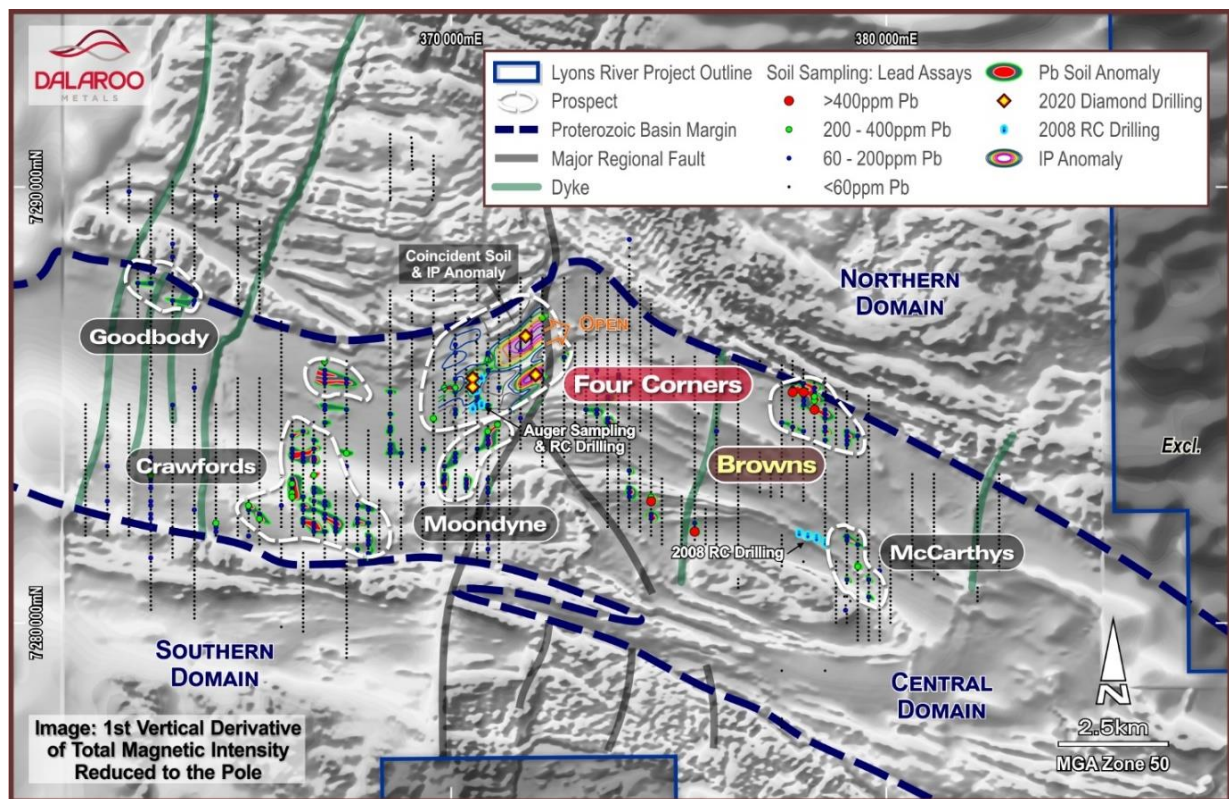 DALAROO
METALS
370 000mE
380 000mE
7 290 000mN
7 280 000mN
Lyons River Project Outline
Prospect
Proterozoic Basin Margin
Major Regional Fault
Dyke
Soil Sampling: Lead Assays
>400ppm Pb
200 - 400ppm Pb
60 - 200ppm Pb
<60ppm Pb
Pb Soil Anomaly
2020 Diamond Drilling
2008 RC Drilling
IP Anomaly
Coincident Soil
& IP Anomaly
NORTHERN
DOMAIN
OPEN
Goodbody
Four Corners
Auger Sampling
& RC Drilling
Excl.
Crawfords
Browns
Moondyne
2008 RC Drilling
McCarthys
SOUTHERN
DOMAIN
CENTRAL
DOMAIN
N
2.5km
MGA Zone 50
Image: 1st Vertical Derivative
of Total Magnetic Intensity
Reduced to the Pole